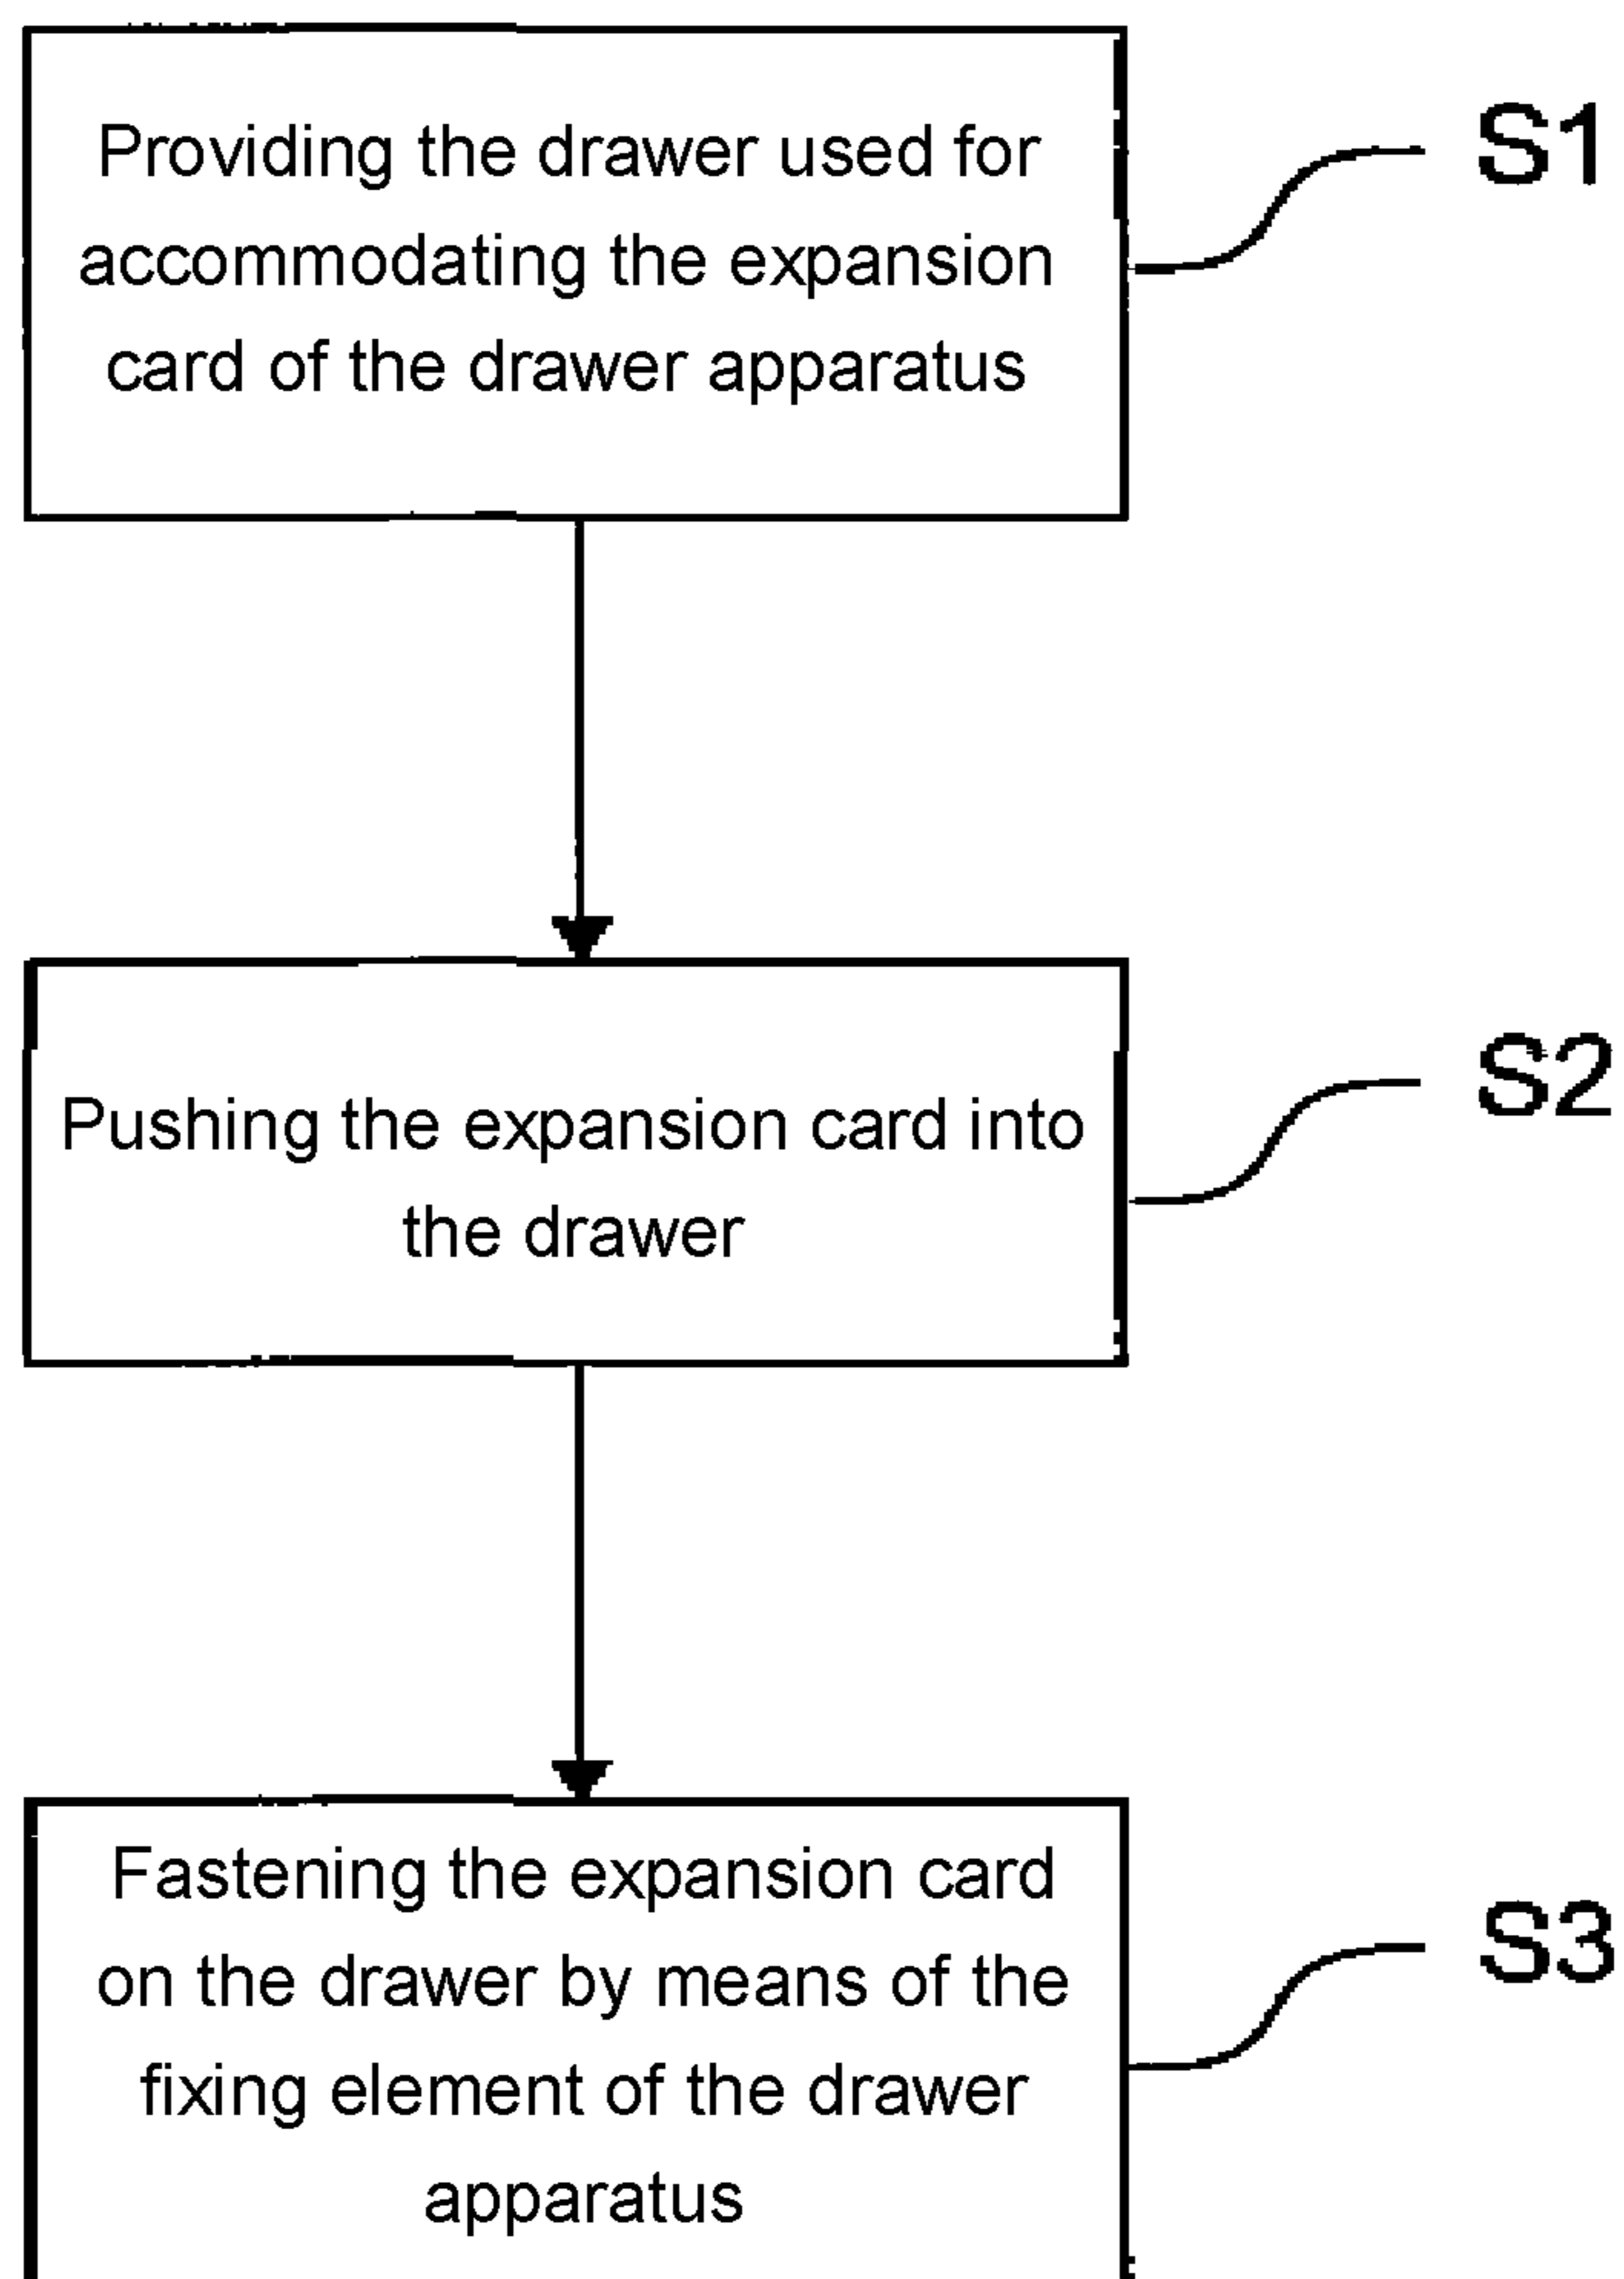 Providing the drawer used for
accommodating the expansion
card of the drawer apparatus
S1
Pushing the expansion card into
the drawer
S2
Fastening the expansion card
on the drawer by means of the
fixing element of the drawer
apparatus
S3